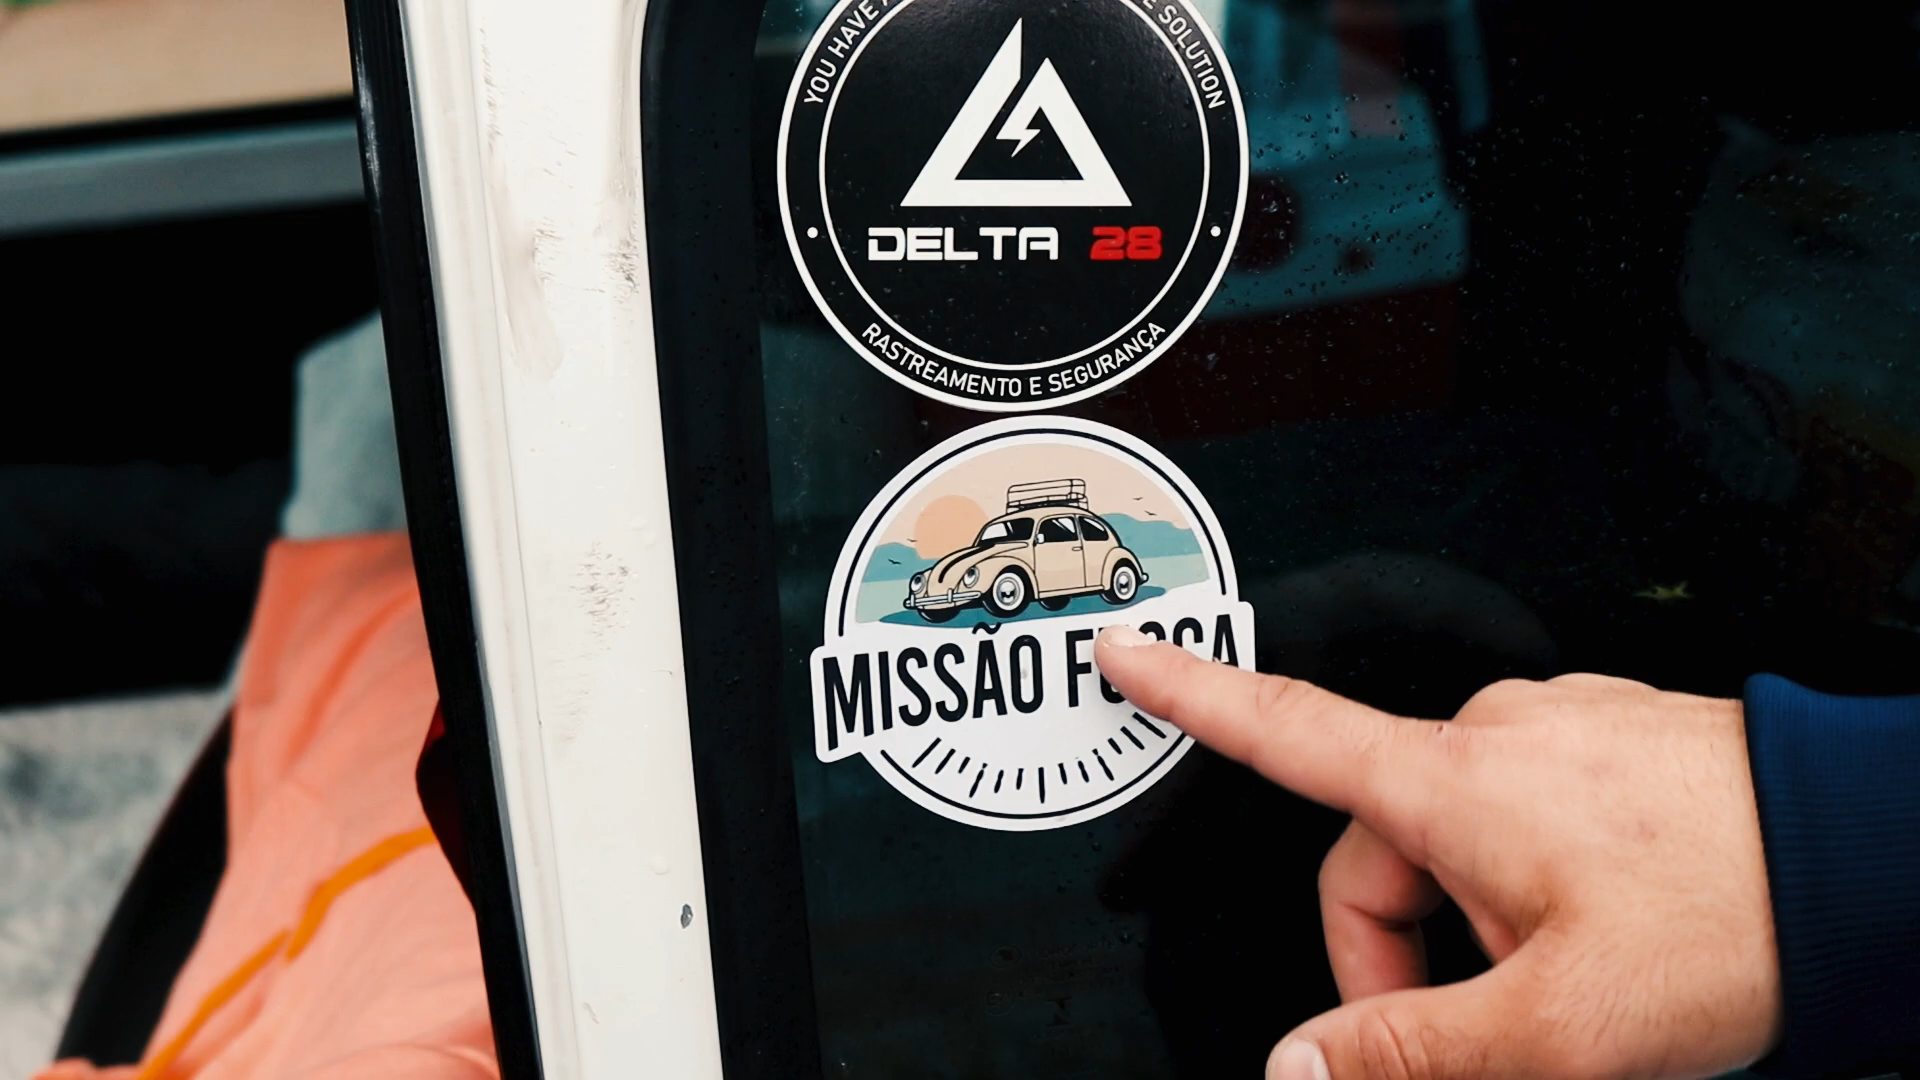 YOU HAVE
SOLUTION
DELTA 28
RASTREAMENTO E SEGURANÇA
MISSÃO